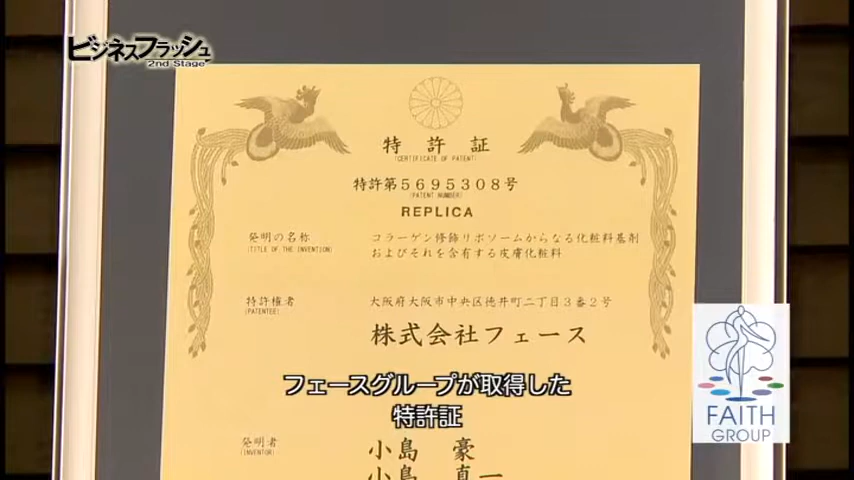 ビジネスフラッシュ
2nd Stage
特許証
(CERTIFICATE OF PATENT)
特許第5695308号
(PATENT NUMBER)
REPLICA
発明の名称
(TITLE OF THE INVENTION)
コラーゲン修飾リポソームからなる化粧料基剤
およびそれを含有する皮膚化粧料
特許権者
(PATENTEE)
大阪府大阪市中央区徳井町二丁目3番2号
株式会社フェース
フェースグループが取得した
特許証
FAITH
GROUP
発明者
(INVENTOR)
小島 豪
小島 真一